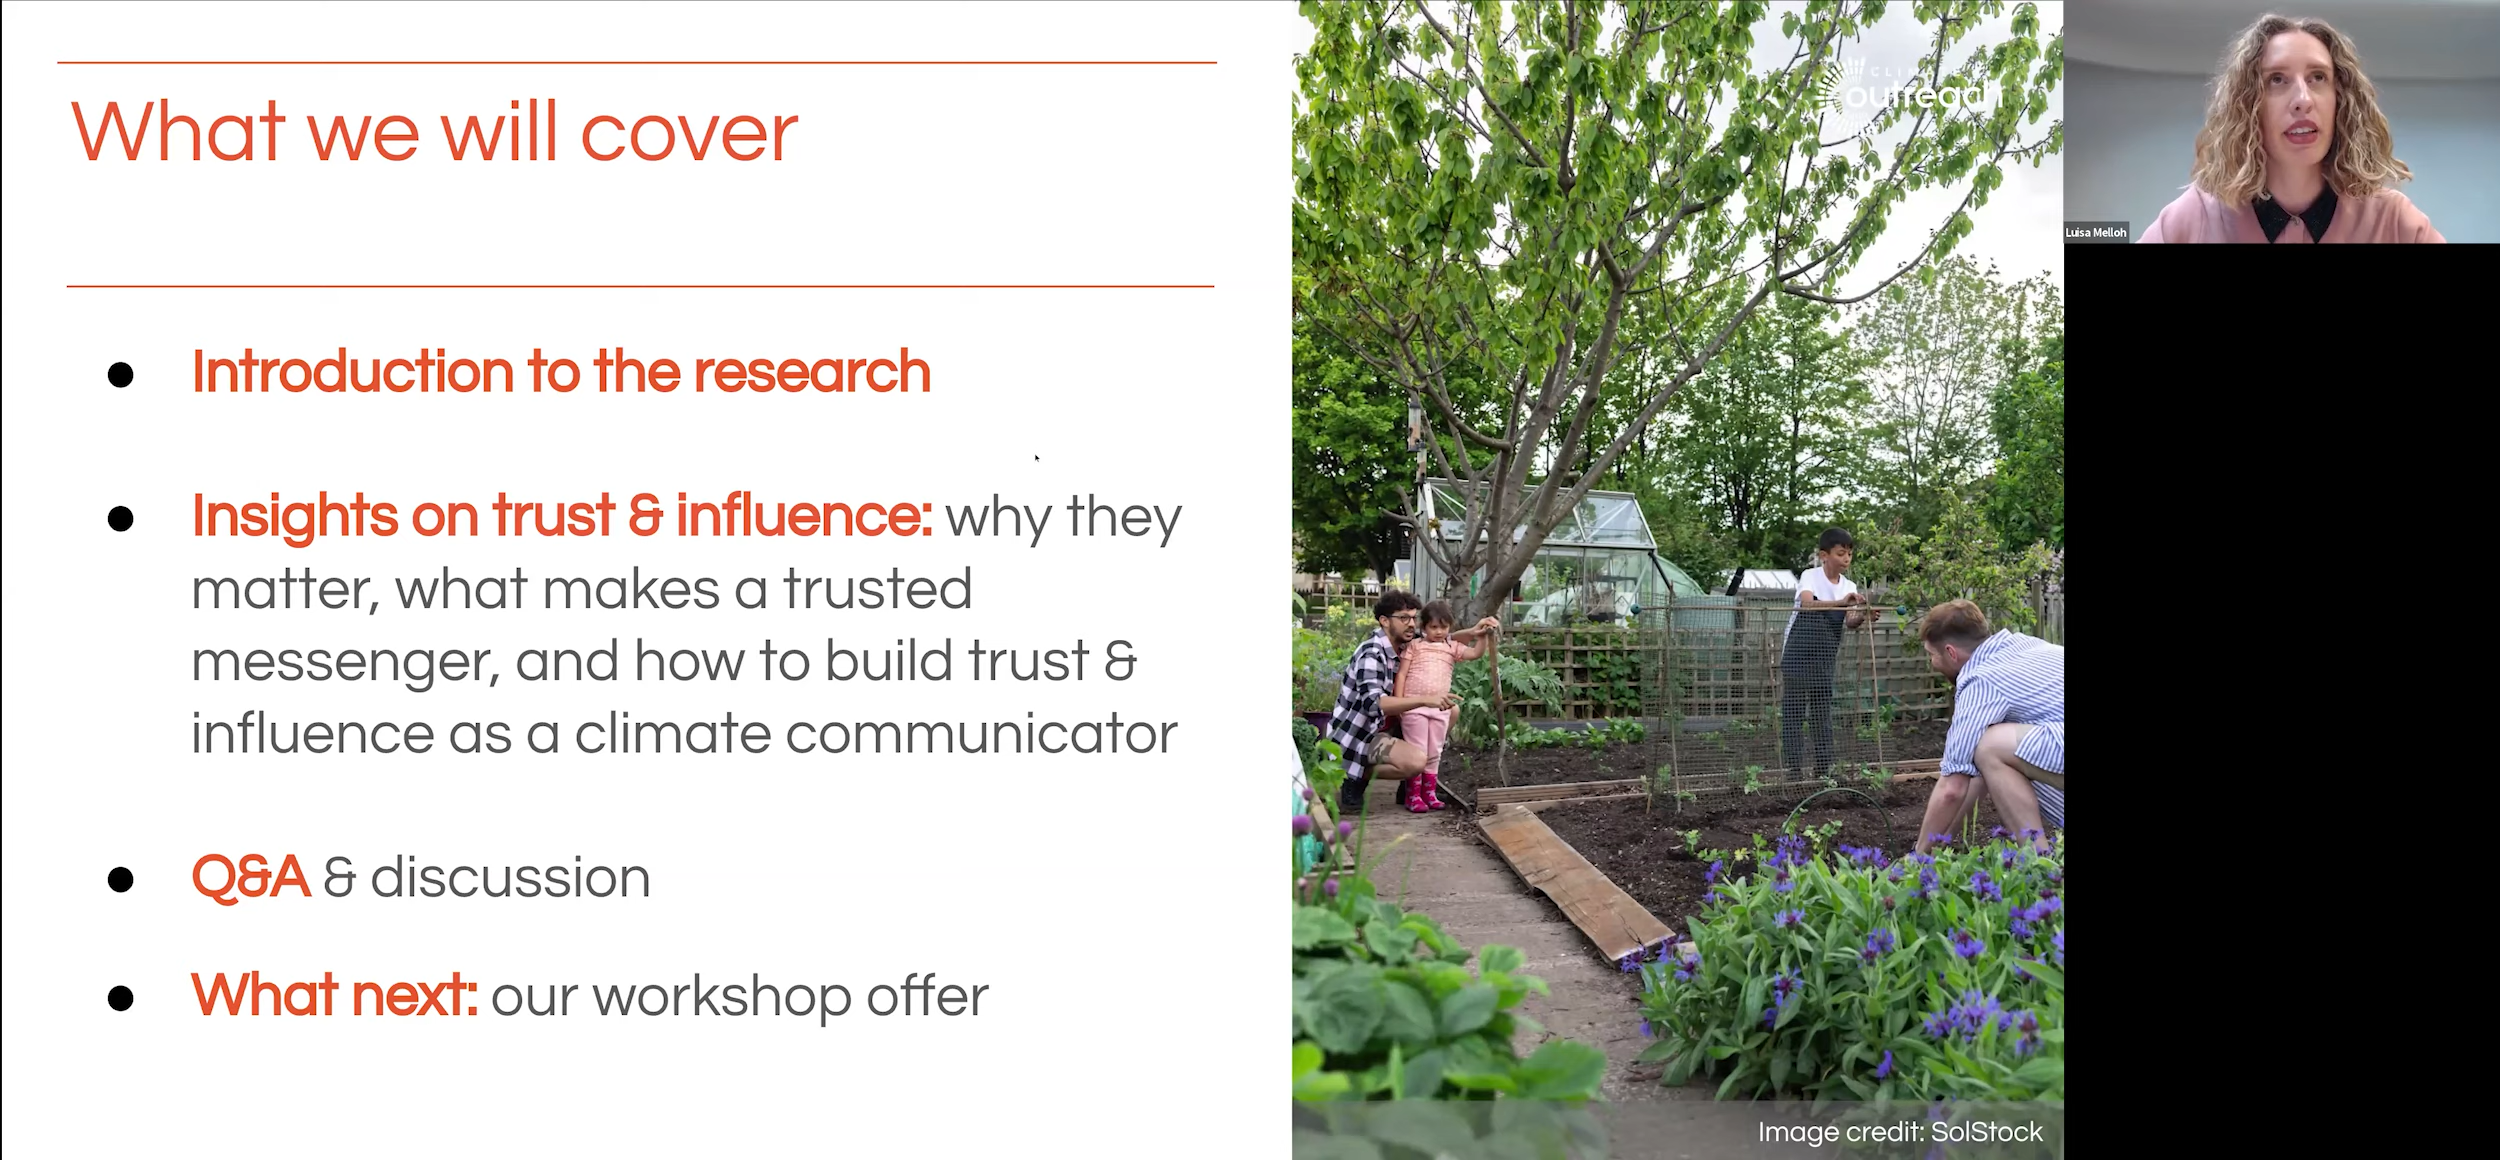 What we will cover
Introduction to the research
Insights on trust & influence: why they
matter, what makes a trusted
messenger, and how to build trust &
influence as a climate communicator
Q&A & discussion
What next: our workshop offer
outreach
Image credit: SolStock
Luisa Melloh